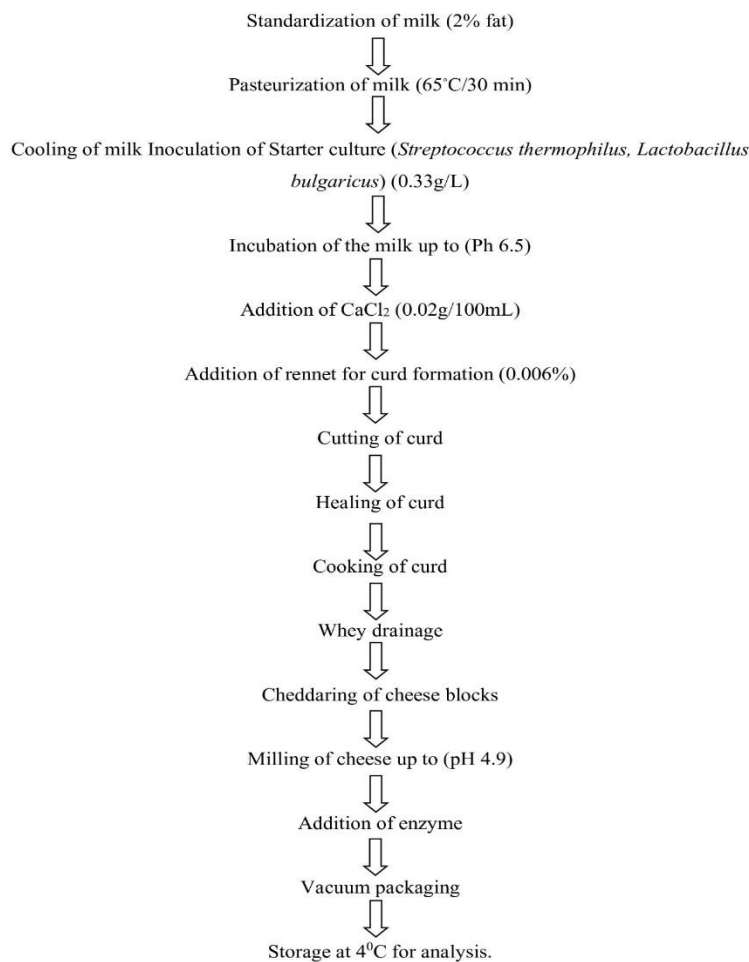 Standardization of milk (2% fat)
Pasteurization of milk (65˚C/30 min)
Cooling of milk Inoculation of Starter culture (Streptococcus thermophilus, Lactobacillus
bulgaricus) (0.33g/L)
Incubation of the milk up to (Ph 6.5)
Addition of CaCl₂ (0.02g/100mL)
Addition of rennet for curd formation (0.006%)
Cutting of curd
Healing of curd
Cooking of curd
Whey drainage
Cheddaring of cheese blocks
Milling of cheese up to (pH 4.9)
Addition of enzyme
Vacuum packaging
Storage at 4⁰C for analysis.